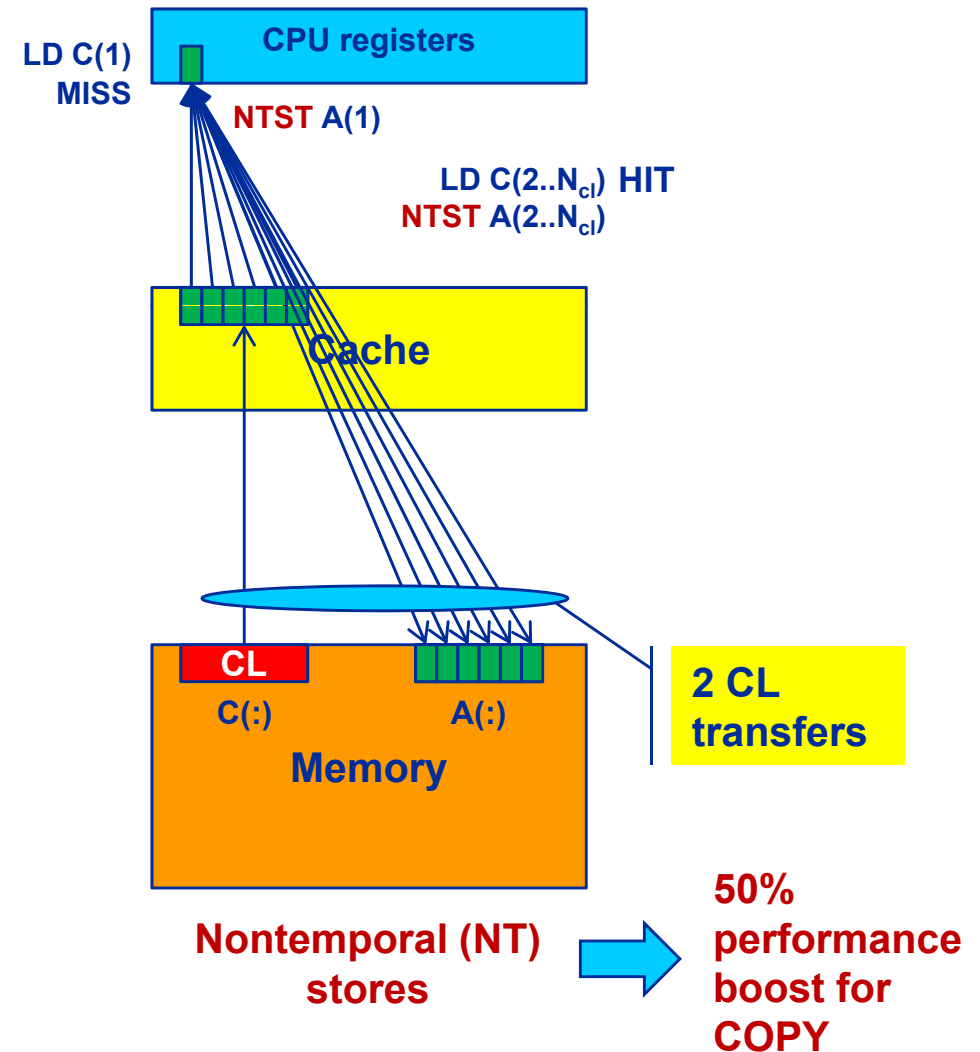 CPU registers
LD C(1)
MISS
NTST A(1)
LD C(2..Ncl) HIT
NTST A(2..Ncl)
Cache
CL
C(:)
A(:)
Memory
2 CL
transfers
Nontemporal (NT)
stores
50%
performance
boost for
COPY